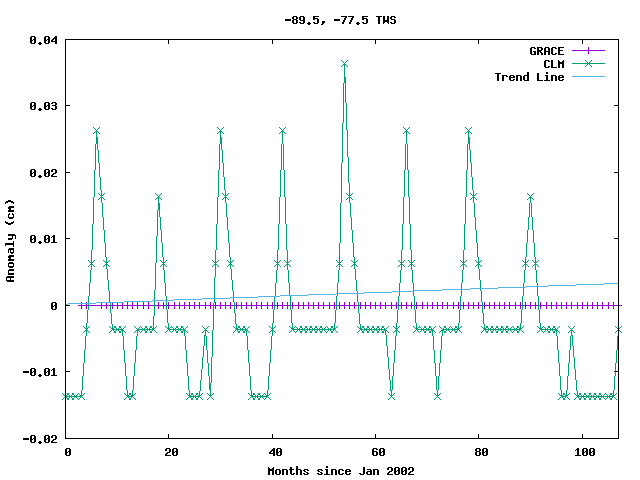 -89.5, -77.5 TWS
0.04
0.03
0.02
0.01
0
-0.01
-0.02
Anomaly (cm)
GRACE
CLM
Trend Line
0 20 40 60 80 100
Months since Jan 2002